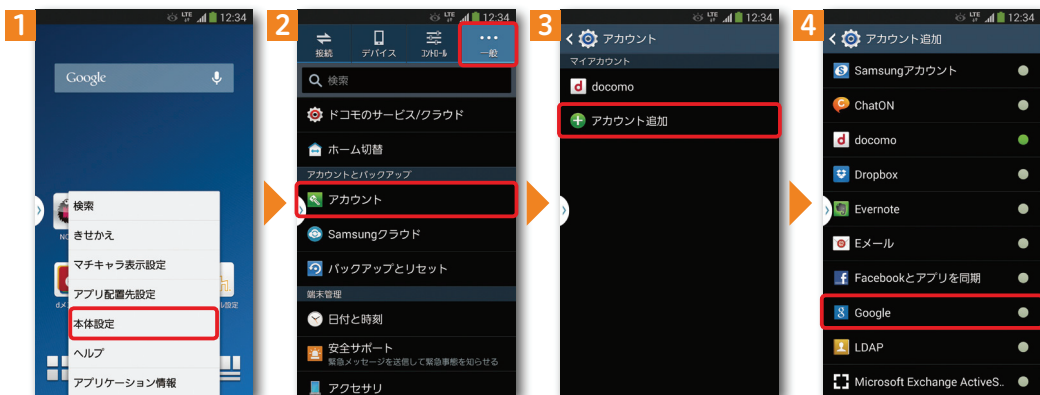 1
LTE 12:34
Google
検索
きせかえ
マチキャラ表示設定
アプリ配置先設定
本体設定
ヘルプ
アプリケーション情報
2
LTE 12:34
接続 デバイス コントロール 一般
検索
ドコモのサービス/クラウド
ホーム切替
アカウントとバックアップ
アカウント
Samsungクラウド
バックアップとリセット
端末管理
日付と時刻
安全サポート
緊急メッセージを送信して緊急事態を知らせる
アクセサリ
3
LTE 12:34
アカウント
マイアカウント
docomo
アカウント追加
4
LTE 12:34
アカウント追加
Samsungアカウント
ChatON
docomo
Dropbox
Evernote
Eメール
Facebookとアプリを同期
Google
LDAP
Microsoft Exchange ActiveS..